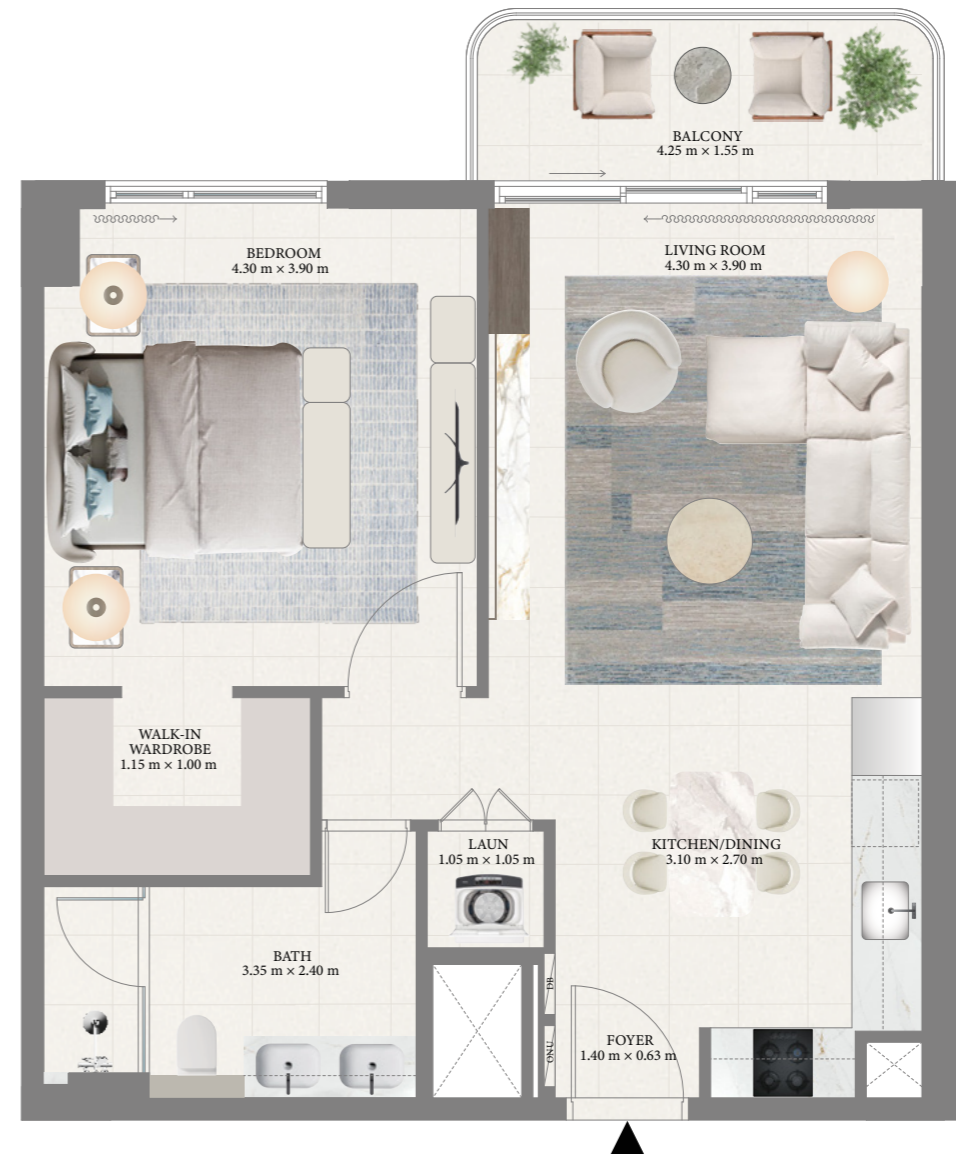 BALCONY
4.25 m × 1.55 m
BEDROOM
4.30 m × 3.90 m
LIVING ROOM
4.30 m × 3.90 m
WALK-IN
WARDROBE
1.15 m × 1.00 m
LAUN
1.05 m × 1.05 m
KITCHEN/DINING
3.10 m × 2.70 m
BATH
3.35 m × 2.40 m
DB
ONU
FOYER
1.40 m × 0.63 m